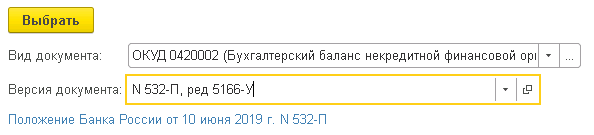 Выбрать
Вид документа: ОКУД 0420002 (Бухгалтерский баланс некредитной финансовой орг ...
Версия документа: N 532-П, ред 5166-У
Положение Банка России от 10 июня 2019 г. N 532-П